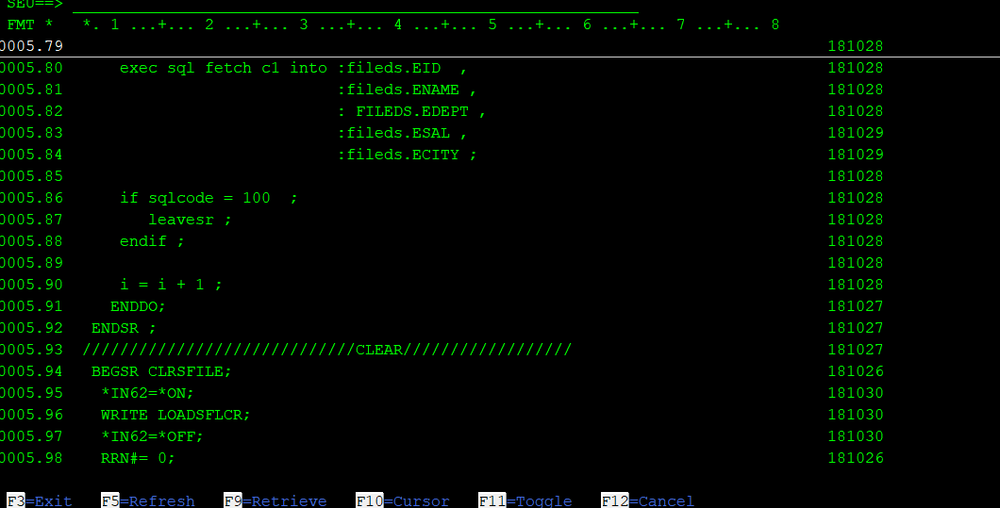 SEU==>
FMT *   *. 1 ...+... 2 ...+... 3 ...+... 4 ...+... 5 ...+... 6 ...+... 7 ...+... 8
0005.79 181028
0005.80 exec sql fetch c1 into :fileds.EID  , 181028
0005.81 :fileds.ENAME , 181028
0005.82 : FILEDS.EDEPT , 181028
0005.83 :fileds.ESAL , 181029
0005.84 :fileds.ECITY ; 181029
0005.85 181028
0005.86 if sqlcode = 100  ; 181028
0005.87 leavesr ; 181028
0005.88 endif ; 181028
0005.89 181028
0005.90 i = i + 1 ; 181028
0005.91 ENDDO; 181027
0005.92 ENDSR ; 181027
0005.93 /////////////////////////////CLEAR////////////////// 181027
0005.94 BEGSR CLRSFILE; 181026
0005.95 *IN62=*ON; 181030
0005.96 WRITE LOADSFLCR; 181030
0005.97 *IN62=*OFF; 181030
0005.98 RRN#= 0; 181026
F3=Exit   F5=Refresh   F9=Retrieve   F10=Cursor   F11=Toggle   F12=Cancel